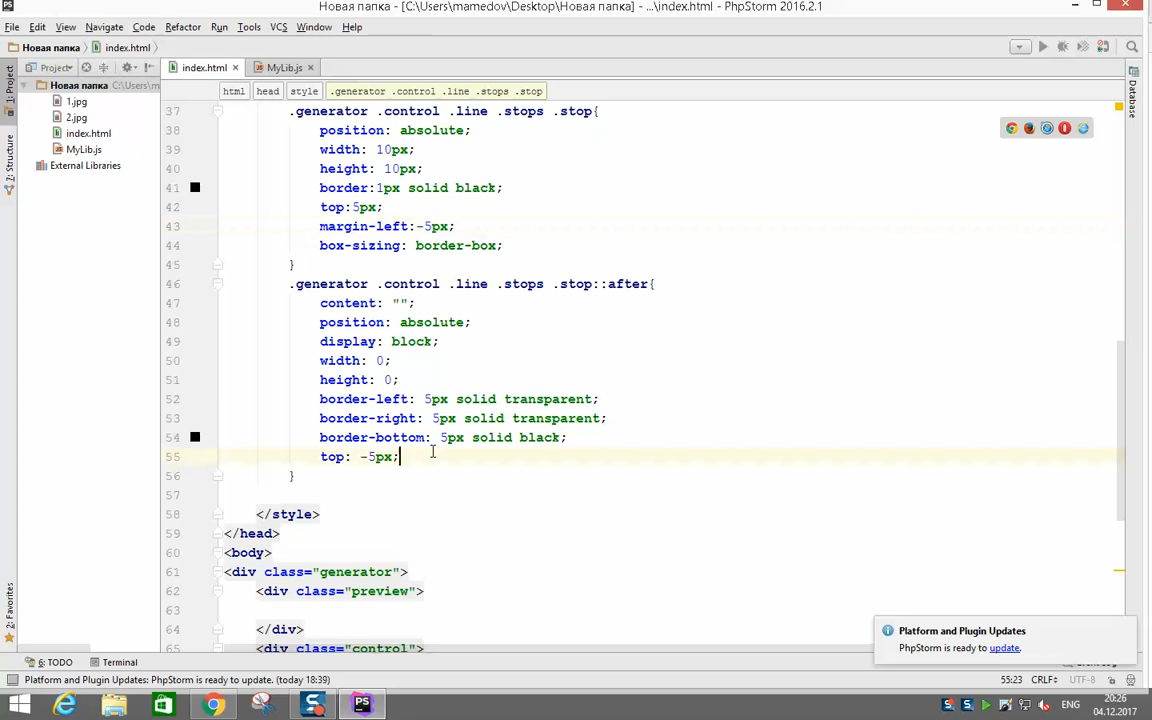 Новая папка - [C:\Users\mamedov\Desktop\Новая папка] - ...\index.html - PhpStorm 2016.2.1
File Edit View Navigate Code Refactor Run Tools VCS Window Help
Новая папка index.html
Project index.html MyLib.js
html head style .generator .control .line .stops .stop
Новая папка C:\Users\m
1.jpg
2.jpg
index.html
MyLib.js
External Libraries
1: Project
7: Structure
2: Favorites
Database
37 .generator .control .line .stops .stop{
38 position: absolute;
39 width: 10px;
40 height: 10px;
41 border:1px solid black;
42 top:5px;
43 margin-left:-5px;
44 box-sizing: border-box;
45 }
46 .generator .control .line .stops .stop::after{
47 content: "";
48 position: absolute;
49 display: block;
50 width: 0;
51 height: 0;
52 border-left: 5px solid transparent;
53 border-right: 5px solid transparent;
54 border-bottom: 5px solid black;
55 top: -5px;
56 }
57
58 </style>
59 </head>
60 <body>
61 <div class="generator">
62 <div class="preview">
63
64 </div>
65 <div class="control">
Platform and Plugin Updates
PhpStorm is ready to update.
6: TODO Terminal
Platform and Plugin Updates: PhpStorm is ready to update. (today 18:39) 55:23 CRLF UTF-8
ENG
20:26
04.12.2017